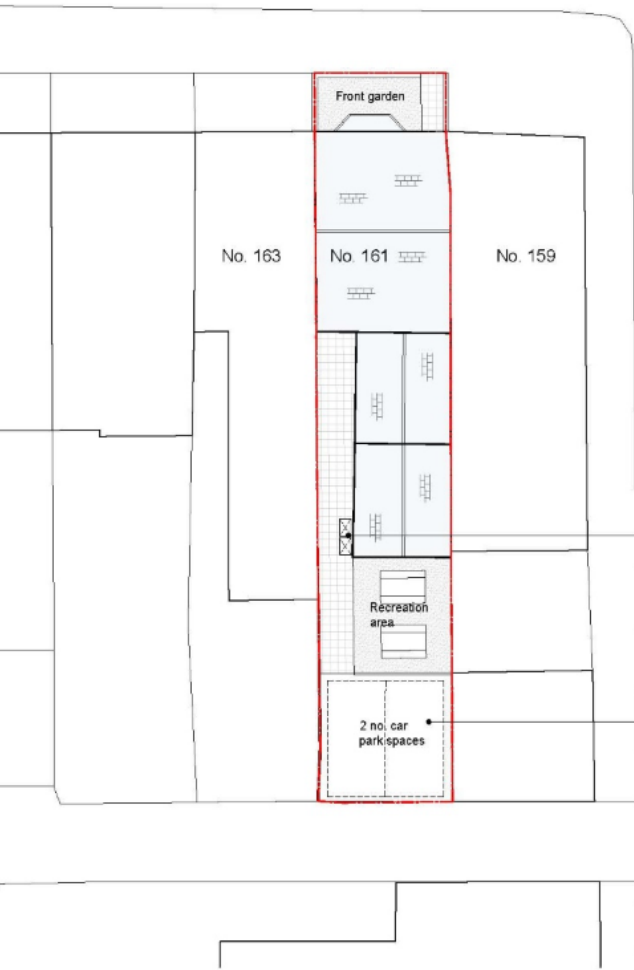 Front garden
No. 163
No. 161
No. 159
Recreation
area
2 no. car
park spaces